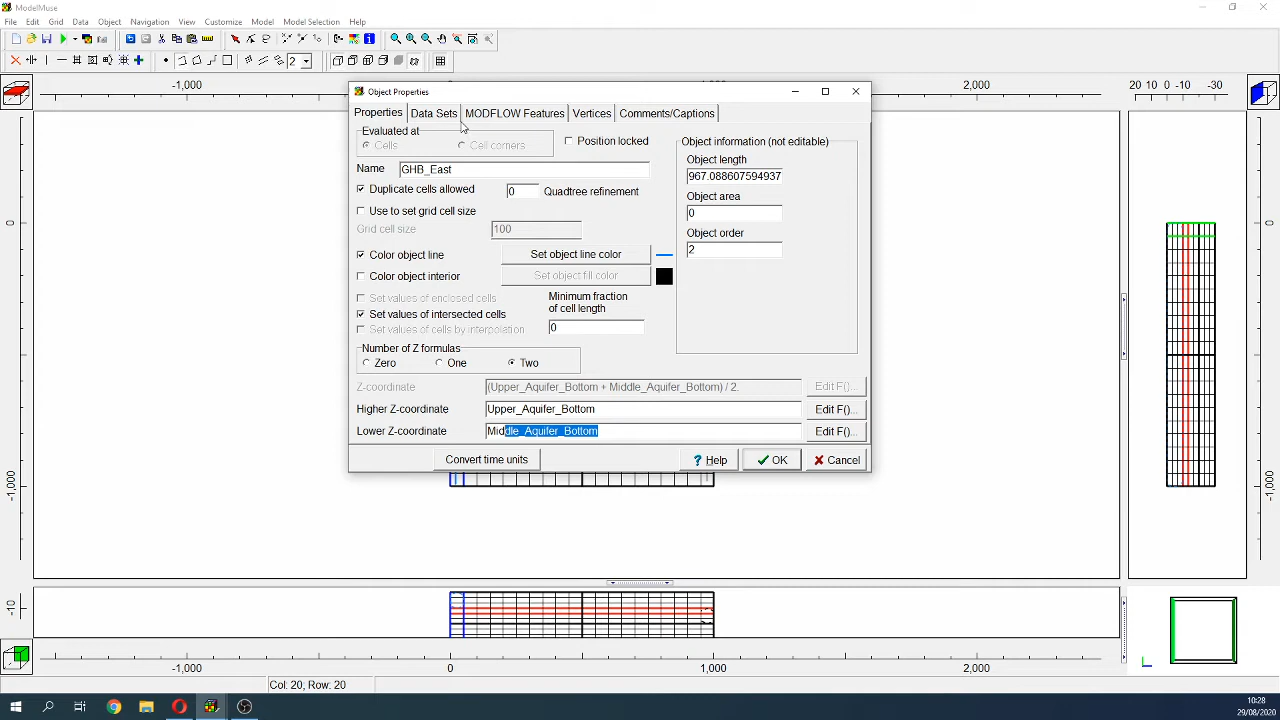 ModelMuse
File Edit Grid Data Object Navigation View Customize Model Model Selection Help
2
-1,000 1,000 2,000
20 10 0 -10 -30
Object Properties
Properties Data Sets MODFLOW Features Vertices Comments/Captions
Evaluated at
Cells Cell corners
Position locked
Name GHB_East
Duplicate cells allowed 0 Quadtree refinement
Use to set grid cell size
Grid cell size 100
Color object line Set object line color
Color object interior Set object fill color
Set values of enclosed cells
Set values of intersected cells
Set values of cells by interpolation
Minimum fraction
of cell length
0
Number of Z formulas
Zero One Two
Object information (not editable)
Object length
967.088607594937
Object area
0
Object order
2
Z-coordinate (Upper_Aquifer_Bottom + Middle_Aquifer_Bottom) / 2. Edit F()...
Higher Z-coordinate Upper_Aquifer_Bottom Edit F()...
Lower Z-coordinate Middle_Aquifer_Bottom Edit F()...
Convert time units Help OK Cancel
0
-1,000
0
-1,000
-10
-1,000 0 1,000 2,000
Col: 20; Row: 20
10:28
29/08/2020